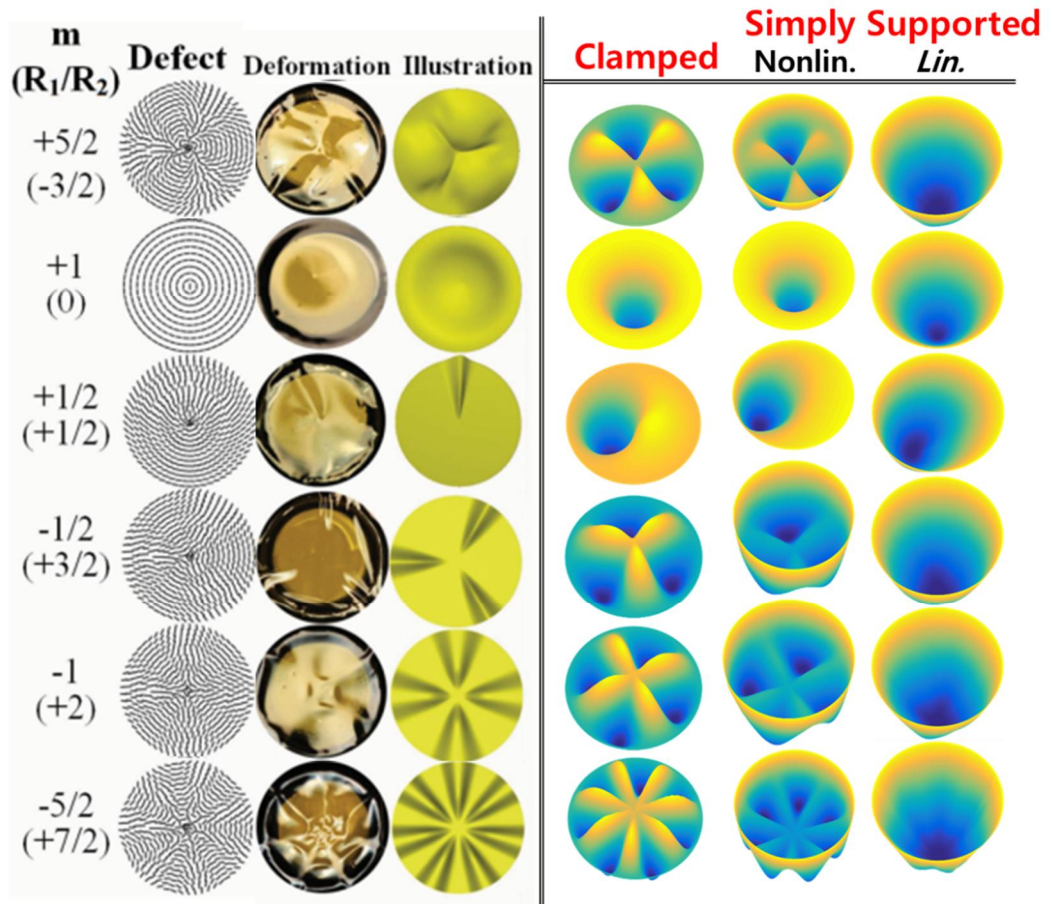 m
(R₁/R₂)
Defect
Deformation
Illustration
Clamped
Simply Supported
Nonlin.
Lin.
+5/2
(-3/2)
+1
(0)
+1/2
(+1/2)
-1/2
(+3/2)
-1
(+2)
-5/2
(+7/2)